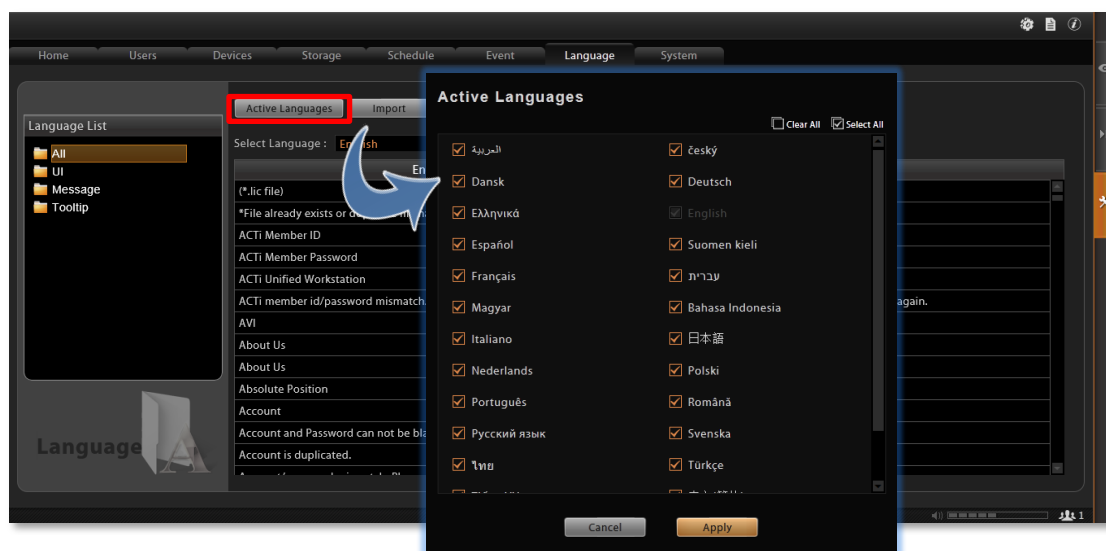 Home Users Devices Storage Schedule Event Language System
Active Languages Import
Language List
All
UI
Message
Tooltip
Language
Select Language : English
En
(*.lic file)
*File already exists or
ACTi Member ID
ACTi Member Password
ACTi Unified Workstation
ACTi member id/password mismatch. again.
AVI
About Us
About Us
Absolute Position
Account
Account and Password can not be bla
Account is duplicated.
Active Languages
Clear All Select All
العربية český
Dansk Deutsch
Ελληνικά English
Español Suomen kieli
Français עברית
Magyar Bahasa Indonesia
Italiano 日本語
Nederlands Polski
Português Română
Русский язык Svenska
ไทย Türkçe
Cancel Apply
1